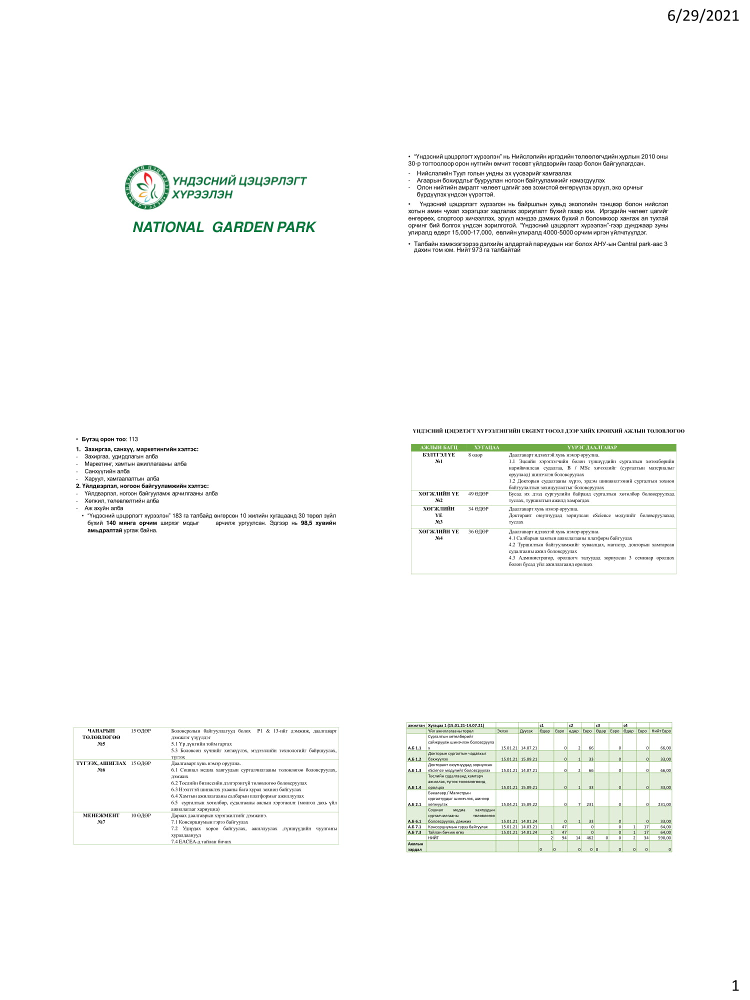 6/29/2021
ҮНДЭСНИЙ ЦЭЦЭРЛЭГТ
ХҮРЭЭЛЭН
NATIONAL GARDEN PARK
• “Үндэсний цэцэрлэгт хүрээлэн” нь Нийслэлийн иргэдийн төлөөлөгчдийн хурлын 2010 оны
30-р тогтоолоор орон нутгийн өмчит төсөвт үйлдвэрийн газар болон байгуулагдсан.
- Нийслэлийн Туул голын ундны эх үүсвэрийг хамгаалах
- Агаарын бохирдлыг бууруулан ногоон байгууламжийг нэмэгдүүлэх
- Олон нийтийн амралт чөлөөт цагийг зөв зохистой өнгөрүүлэх эрүүл, эко орчныг
бүрдүүлэх үндсэн үүрэгтэй.
• Үндэсний цэцэрлэгт хүрээлэн нь байршлын хувьд экологийн тэнцвэр болон нийслэл
хотын амин чухал хэрэгцээг хадгалах зориулалт бүхий газар юм. Иргэдийн чөлөөт цагийг
өнгөрөөх, спортоор хичээллэх, эрүүл мэндээ дэмжих бүхий л боломжоор хангаж ая тухтай
орчинг бий болгох үндсэн зорилготой. “Үндэсний цэцэрлэгт хүрээлэн”-гээр дунджаар зуны
улиралд өдөрт 15,000-17,000, өвлийн улиралд 4000-5000 орчим иргэн үйлчлүүлдэг.
• Талбайн хэмжээгээрээ дэлхийн алдартай паркуудын нэг болох АНУ-ын Central park-аас 3
дахин том юм. Нийт 973 га талбайтай
• Бүтэц орон тоо: 113
1. Захиргаа, санхүү, маркетингийн хэлтэс:
- Захиргаа, удирдлагын алба
- Маркетинг, хамтын ажиллагааны алба
- Санхүүгийн алба
- Харуул, хамгаалалтын алба
2. Үйлдвэрлэл, ногоон байгууламжийн хэлтэс:
- Үйлдвэрлэл, ногоон байгууламж арчилгааны алба
- Хөгжил, төлөвлөлтийн алба
- Аж ахуйн алба
• “Үндэсний цэцэрлэгт хүрээлэн” 183 га талбайд өнгөрсөн 10 жилийн хугацаанд 30 төрөл зүйл
бүхий 140 мянга орчим ширхэг модыг арчилж ургуулсан. Эдгээр нь 98,5 хувийн
амьдралтай ургаж байна.
ҮНДЭСНИЙ ЦЭЦЭРЛЭГТ ХҮРЭЭЛЭНГИЙН URGENT ТӨСӨЛ ДЭЭР ХИЙХ ЕРӨНХИЙ АЖЛЫН ТӨЛӨВЛӨГӨӨ
АЖЛЫН БАГЦ ХУГАЦАА ҮҮРЭГ ДААЛГАВАР
БЭЛТГЭЛ ҮЕ 8 өдөр Даалгаварт идэвхтэй хувь нэмэр оруулна.
№1 1.1 Эцсийн хэрэглэгчийн болон түншүүдийн сургалтын хөтөлбөрийн
нарийвчилсан судалгаа, B / MSc хичээлийг (сургалтын материалыг
оруулаад) шинэчлэн боловсруулах
1.2 Докторын судалгааны хүрээ, эрдэм шинжилгээний сургалтын зохион
байгуулалтын зохицуулалтыг боловсруулах
ХӨГЖЛИЙН ҮЕ 49 ӨДӨР Бусад их дээд сургуулийн байранд сургалтын хөтөлбөр боловсруулхад
№2 туслах, туршилтын ажилд хамрагдах
ХӨГЖЛИЙН 34 ӨДӨР Даалгаварт хувь нэмэр оруулна.
ҮЕ Докторант оюутнуудад зориулсан eScience модулийг боловсруулахад
№3 туслах
ХӨГЖЛИЙН ҮЕ 36 ӨДӨР Даалгаварт идэвхтэй хувь нэмэр оруулна.
№4 4.1 Салбарын хамтын ажиллагааны платформ байгуулах
4.2 Туршилтын байгууламжийг хуваалцах, магистр, докторын хамтарсан
судалгааны ажил боловсруулах
4.3 Администратор, оролцогч талуудад зориулсан 3 семинар оролцох
болон бусад үйл ажиллагаанд оролцох
ЧАНАРЫН 15 ӨДӨР Боловсролын байгууллагууд болох P1 & 13-ийг дэмжиж, даалгаварт
ТӨЛӨВЛӨГӨӨ дэмжлэг үзүүлдэг
№5 5.1 Үр дүнгийн тойм гаргах
5.3 Боловсон хүчнийг хөгжүүлэх, мэдээллийн технологийг байршуулах,
түгээх
ТҮГЭЭХ, АШИГЛАХ 15 ӨДӨР Даалгаварт хувь нэмэр оруулна.
№6 6.1 Сошиал медиа хаягуудын сурталчилгааны төлөвлөгөө боловсруулах,
дэмжих
6.2 Төслийн бизнесийн дэлгэрэнгүй төлөвлөгөө боловсруулах
6.3 Нээлттэй шинжлэх ухааны бага хурал зохион байгуулах
6.4 Хамтын ажиллагааны салбарын платформыг ажиллуулах
6.5 сургалтын хөтөлбөр, судалгааны ажлын хэрэгжилт (монгол дахь үйл
ажиллагааг хариуцна)
МЕНЕЖМЕНТ 10 ӨДӨР Дараах даалгаврын хэрэгжилтийг дэмжинэ.
№7 7.1 Консорциумын гэрээ байгуулах
7.2 Удирдах хороо байгуулах, ажиллуулах ,түншүүдийн чуулганы
хуралдаанууд
7.4 EACEA-д тайлан бичих
ажилтан Хугацаа 1 (15.01.21-14.07.21) c1 c2 c3 c4
Үйл ажиллагааны төрөл Эхлэх Дуусах Өдөр Евро өдөр Евро Өдөр Евро Өдөр Евро Нийт Евро
Сургалтын хөтөлбөрийг
сайжруулж шинэчлэн боловсруула
А.Б 1.1 х 15.01.21 14.07.21 0 2 66 0 0 66,00
Докторын сургалтын чадавхыг
А.Б 1.2 бэхжүүлэх 15.01.21 15.09.21 0 1 33 0 0 33,00
Докторант оюутнуудад зориулсан
А.Б 1.3 eScience модулийг боловсруулах 15.01.21 14.07.21 0 2 66 0 0 66,00
Төслийн судалгаанд хамтарч
ажиллах, түгээх төлөвлөгөөнд
А.Б 1.4 оролцох 15.01.21 15.09.21 0 1 33 0 0 33,00
Бакалавр / Магистрын
сургалтуудыг шинэчлэх, шинээр
А.Б 2.1 хөгжүүлэх 15.04.21 15.09.22 0 7 231 0 0 231,00
Сошиал медиа хаягуудын
сурталчилгааны төлөвлөгөө
А.Б 6.1 боловсруулах, дэмжих 15.01.21 14.01.24 0 1 33 0 0 33,00
А.Б 7.1 Консорциумын гэрээ байгуулах 15.01.21 14.03.21 1 47 0 0 1 17 64,00
А.Б 7.3 Тайлан бичиж өгөх 15.01.21 14.01.24 1 47 0 0 1 17 64,00
НИЙТ 2 94 14 462 0 0 2 34 590,00
Аяллын
зардал 0 0 0 0 0 0 0 0 0
1